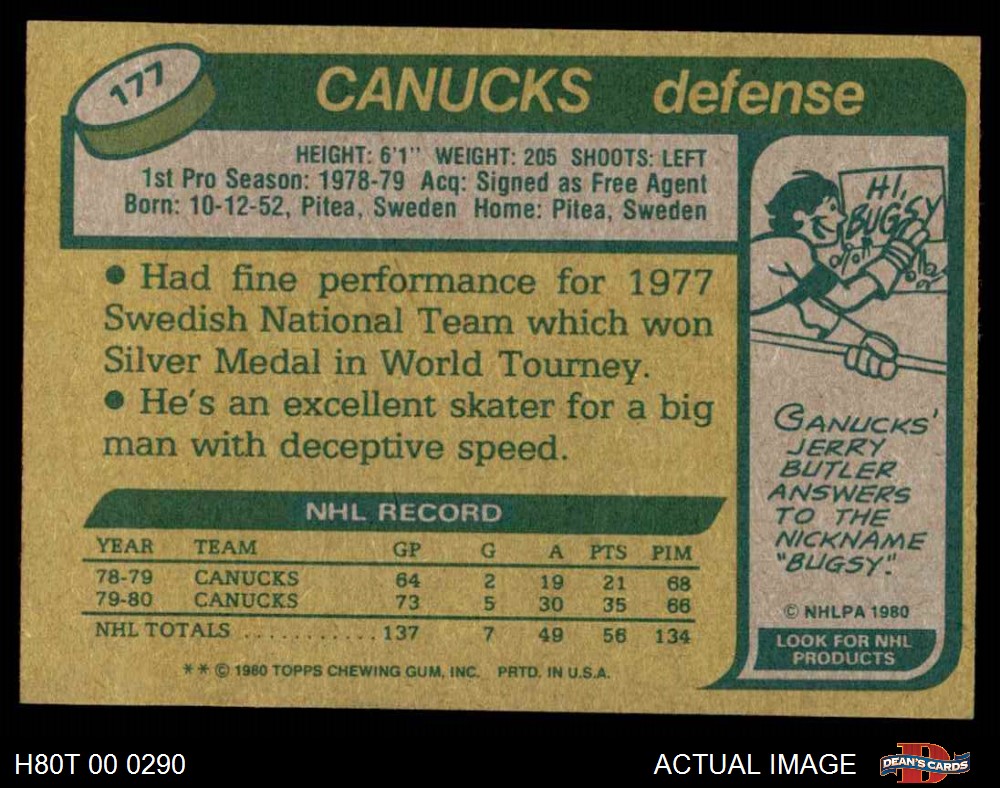 177
CANUCKS defense
HEIGHT: 6'1" WEIGHT: 205 SHOOTS: LEFT
1st Pro Season: 1978-79 Acq: Signed as Free Agent
Born: 10-12-52, Pitea, Sweden Home: Pitea, Sweden
● Had fine performance for 1977
Swedish National Team which won
Silver Medal in World Tourney.
● He's an excellent skater for a big
man with deceptive speed.
NHL RECORD
YEAR TEAM GP G A PTS PIM
78-79 CANUCKS 64 2 19 21 68
79-80 CANUCKS 73 5 30 35 66
NHL TOTALS ........... 137 7 49 56 134
** © 1980 TOPPS CHEWING GUM, INC. PRTD. IN U.S.A.
HI,
BUGSY
CANUCKS'
JERRY
BUTLER
ANSWERS
TO THE
NICKNAME
"BUGSY."
© NHLPA 1980
LOOK FOR NHL
PRODUCTS
H80T 00 0290
ACTUAL IMAGE
DEAN'S CARDS